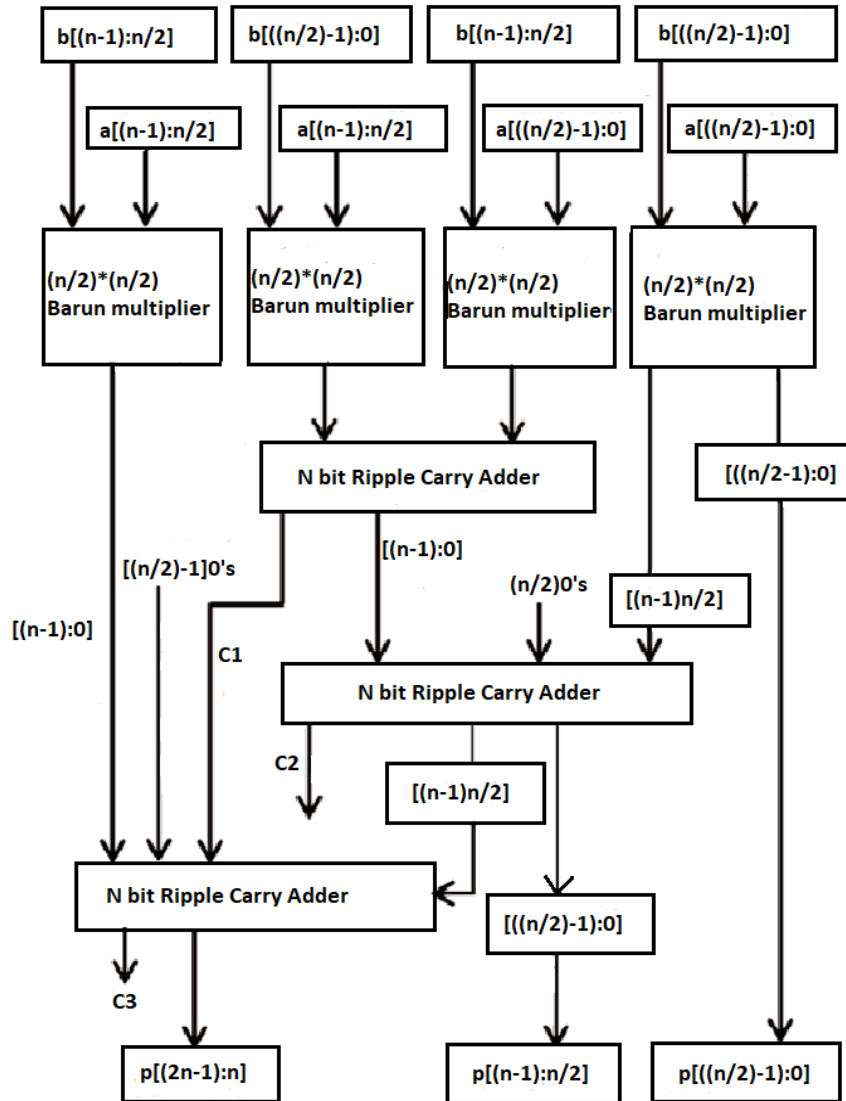 b[(n-1):n/2]
b[((n/2)-1):0]
b[(n-1):n/2]
b[((n/2)-1):0]
a[(n-1):n/2]
a[(n-1):n/2]
a[((n/2)-1):0]
a[((n/2)-1):0]
(n/2)*(n/2)
Barun multiplier
(n/2)*(n/2)
Barun multiplier
(n/2)*(n/2)
Barun multiplier
(n/2)*(n/2)
Barun multiplier
N bit Ripple Carry Adder
[((n/2-1):0]
[(n-1):0]
[(n/2)-1]0's
(n/2)0's
[(n-1)n/2]
[(n-1):0]
C1
N bit Ripple Carry Adder
C2
[(n-1)n/2]
N bit Ripple Carry Adder
[((n/2)-1):0]
C3
p[(2n-1):n]
p[(n-1):n/2]
p[((n/2)-1):0]